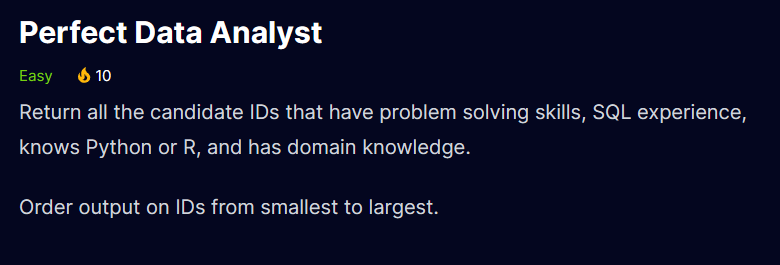 Perfect Data Analyst
Easy 10
Return all the candidate IDs that have problem solving skills, SQL experience,
knows Python or R, and has domain knowledge.
Order output on IDs from smallest to largest.